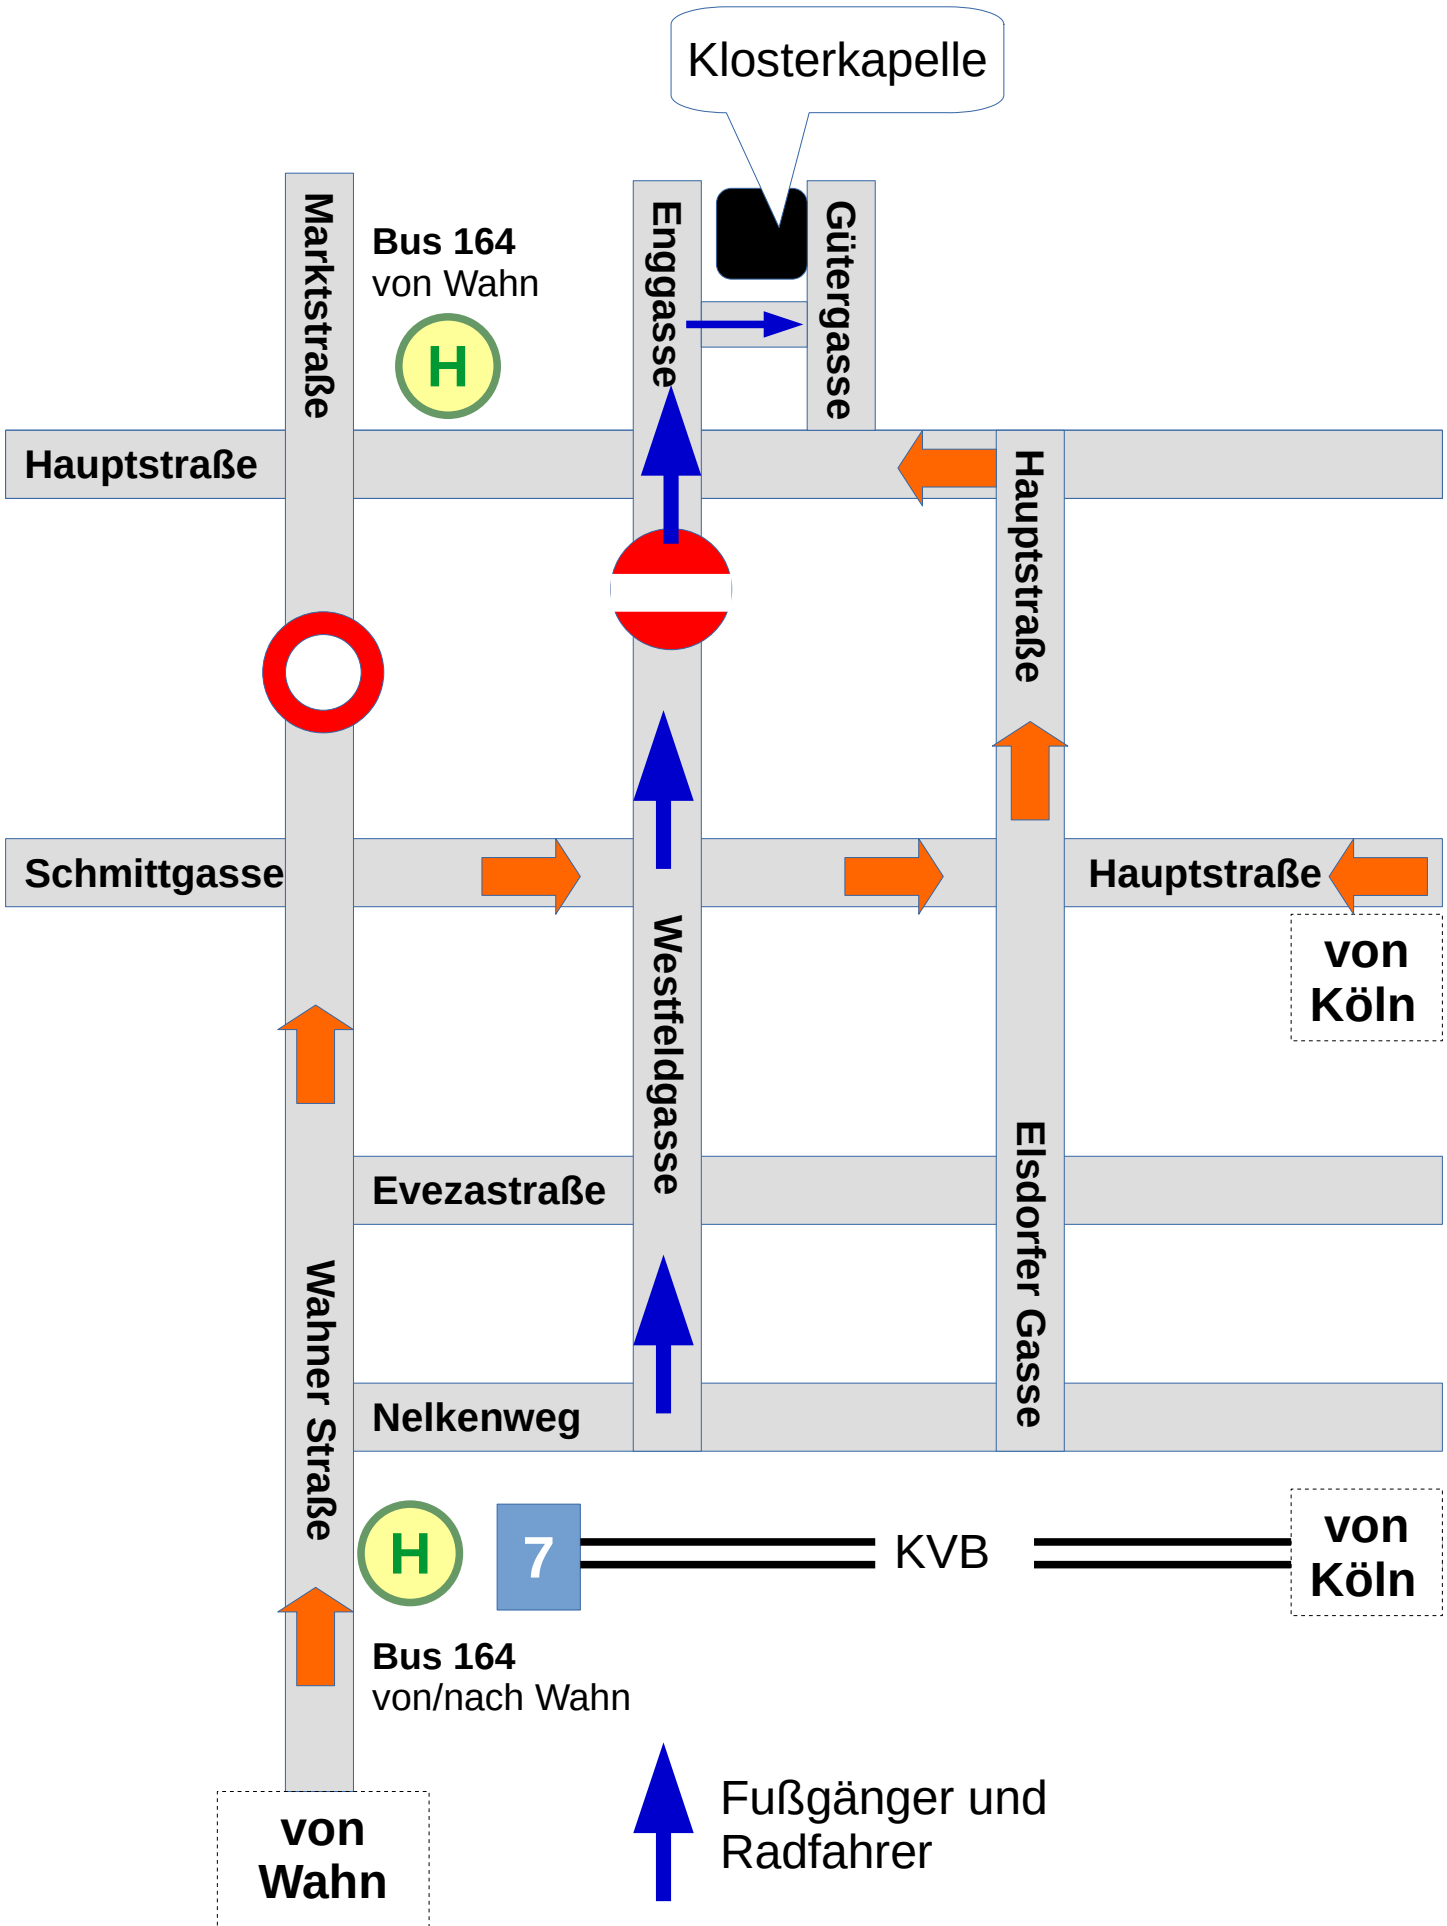 Klosterkapelle
Marktstraße
Bus 164
von Wahn
H
Enggasse
Gütergasse
Hauptstraße
Hauptstraße
Schmittgasse
Hauptstraße
von
Köln
Westfeldgasse
Evezastraße
Elsdorfer Gasse
Wahner Straße
Nelkenweg
H
7
KVB
von
Köln
Bus 164
von/nach Wahn
Fußgänger und
Radfahrer
von
Wahn